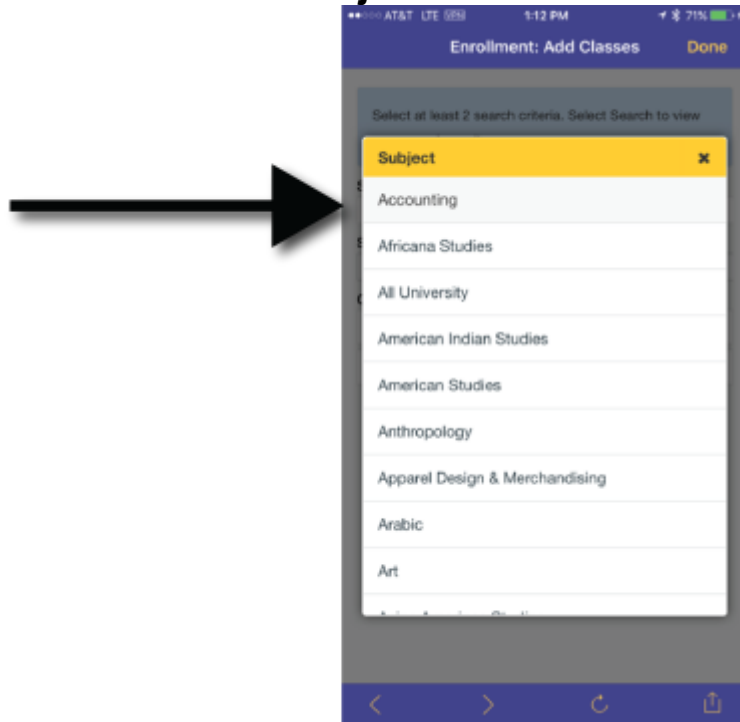 AT&T LTE VPN 1:12 PM 71%
Enrollment: Add Classes Done
Select at least 2 search criteria. Select Search to view
Subject
Accounting
Africana Studies
All University
American Indian Studies
American Studies
Anthropology
Apparel Design & Merchandising
Arabic
Art